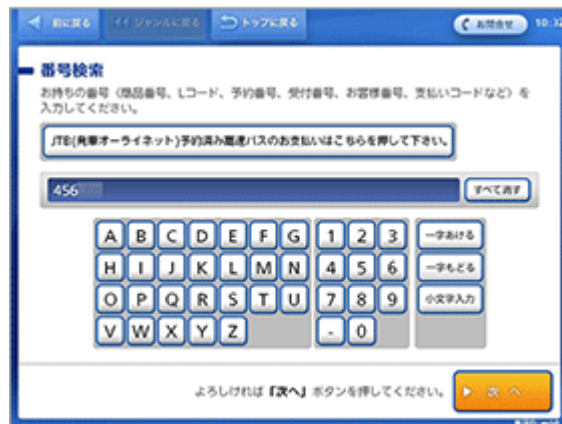 前に戻る
ジャンルに戻る
トップに戻る
お問合せ
10:32
番号検索
お持ちの番号（商品番号、Lコード、予約番号、受付番号、お客様番号、支払いコードなど）を
入力してください。
JTB(発車オーライネット)予約済み高速バスのお支払いはこちらを押して下さい。
456
すべて消す
A B C D E F G 1 2 3 一字あける
H I J K L M N 4 5 6 一字もどる
O P Q R S T U 7 8 9 小文字入力
V W X Y Z - 0
よろしければ「次へ」ボタンを押してください。
次 へ